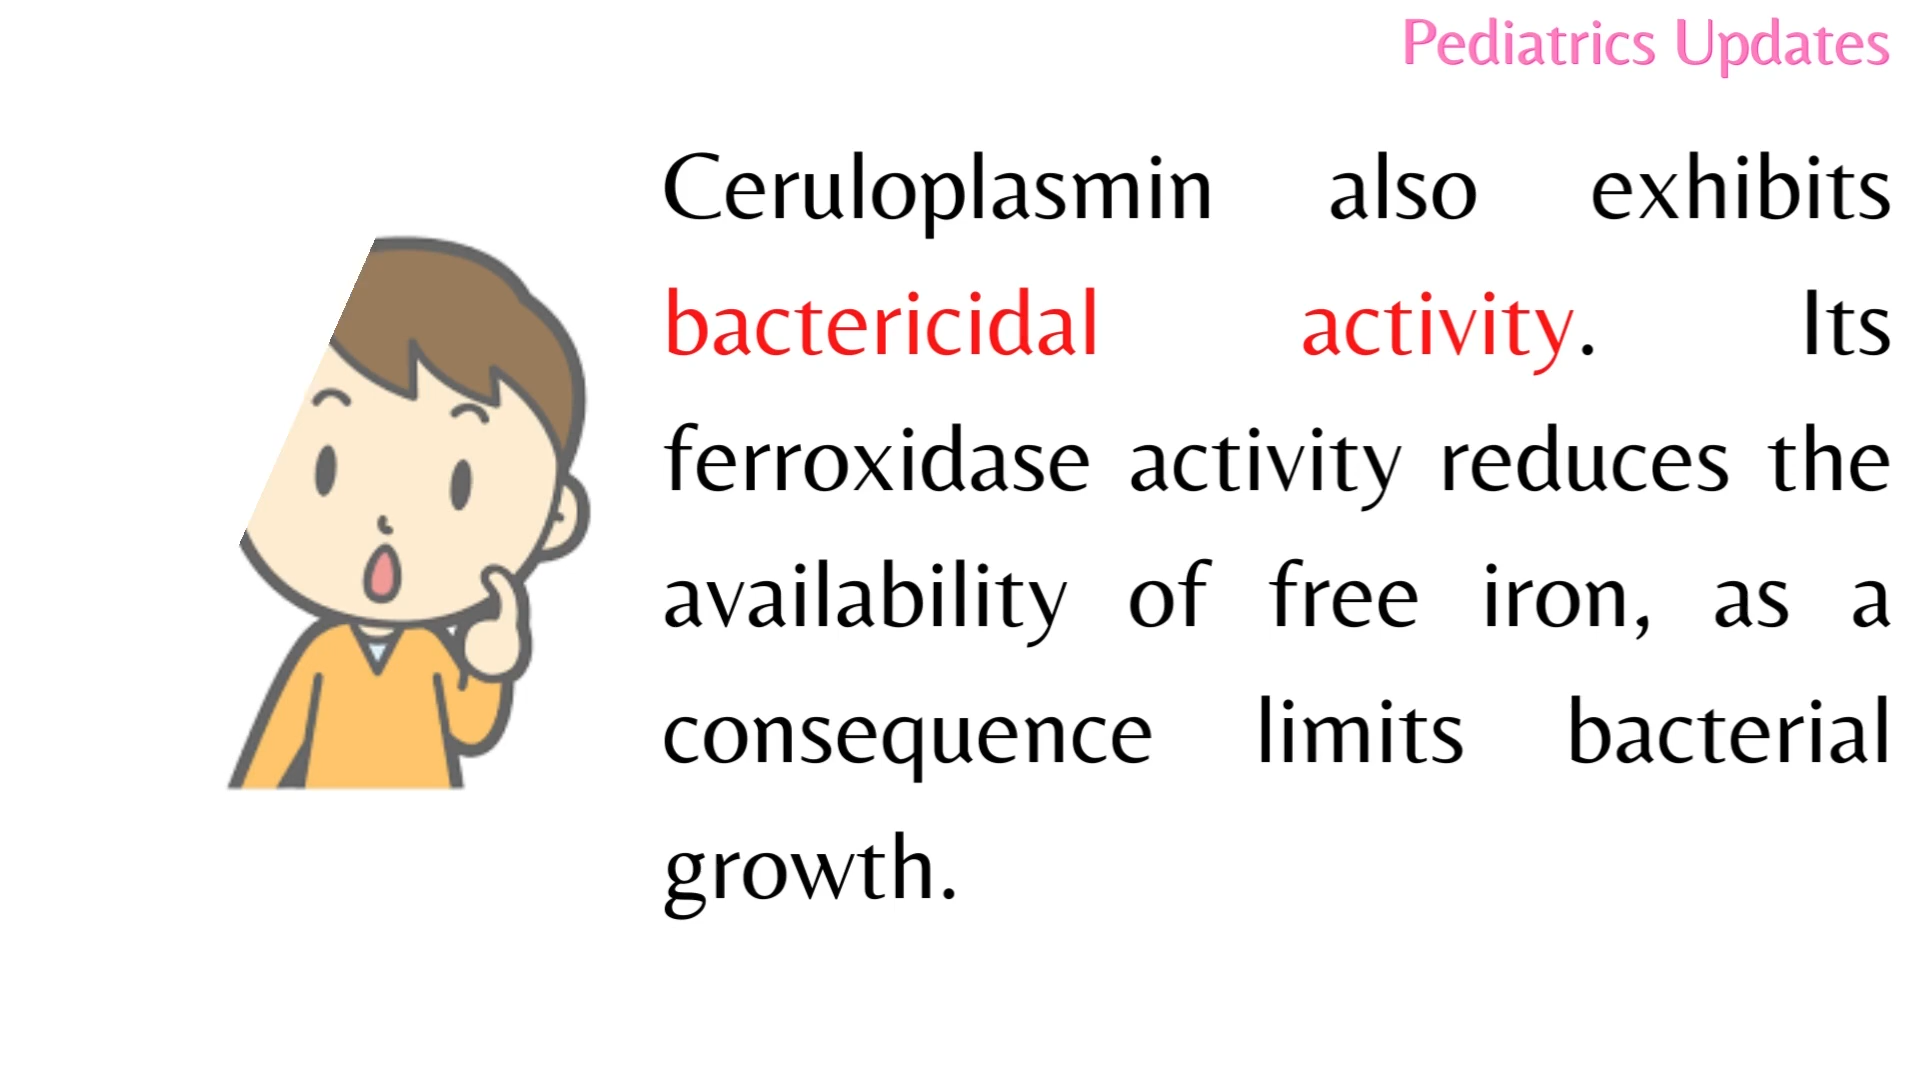 Pediatrics Updates
Ceruloplasmin also exhibits
bactericidal activity. Its
ferroxidase activity reduces the
availability of free iron, as a
consequence limits bacterial
growth.